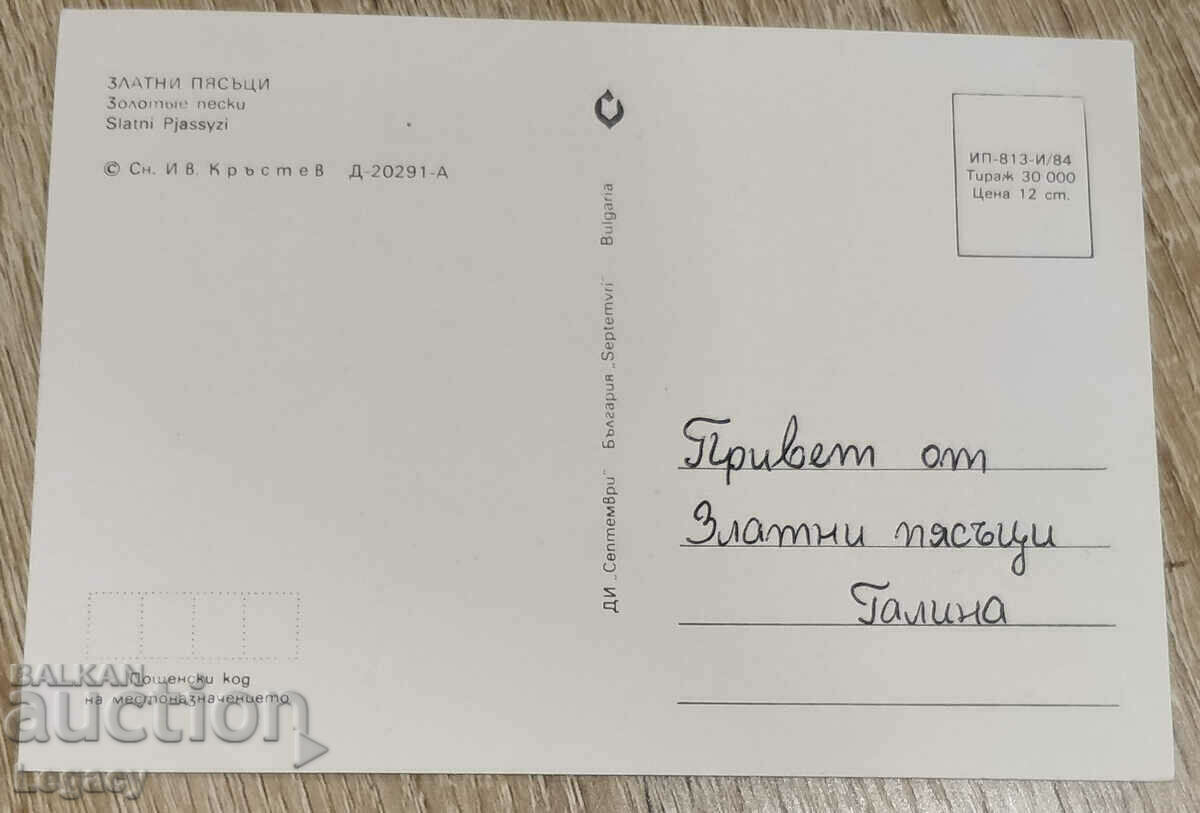 ЗЛАТНИ ПЯСЪЦИ
Золотые пески
Slatni Pjassyzi
© Сн. Ив. Кръстев Д-20291-А
ДИ „Септември" България „Septemvri" Bulgaria
ИП-813-И/84
Тираж 30 000
Цена 12 ст.
Привет от
Златни пясъци
Галина
Пощенски код
на местоназначението
BALKAN
auction
Legacy